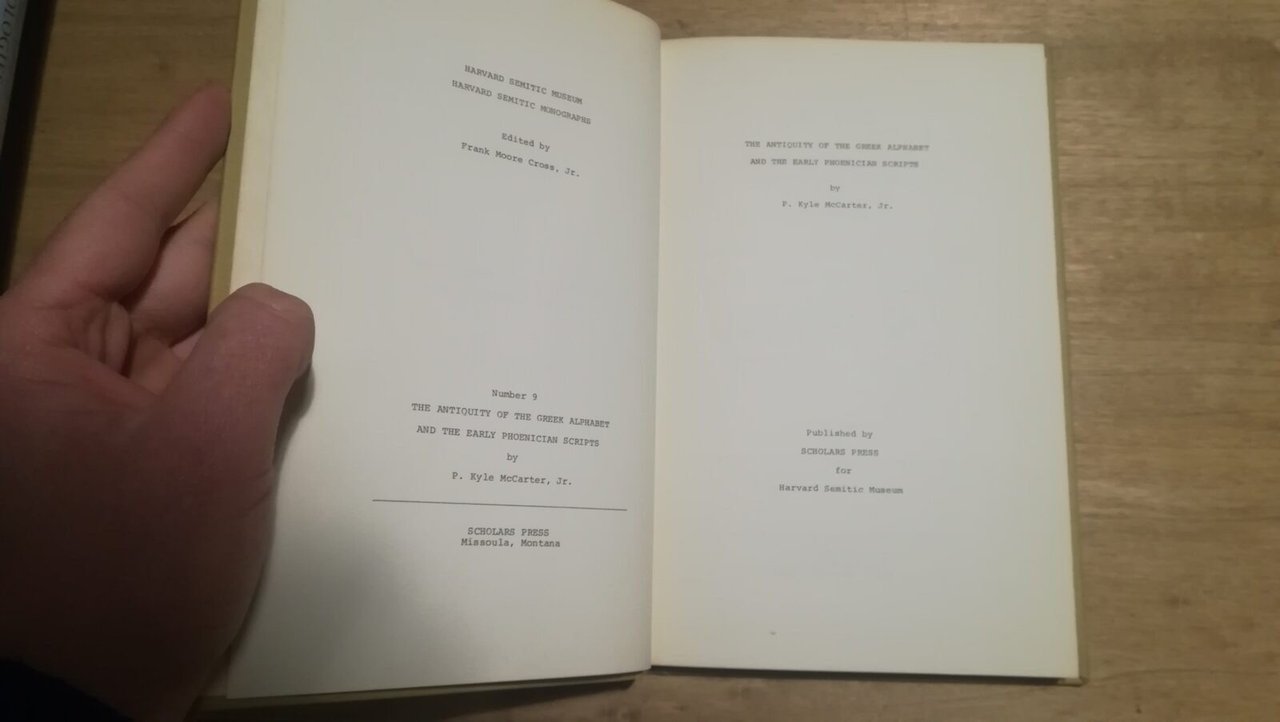 HARVARD SEMITIC MUSEUM
HARVARD SEMITIC MONOGRAPHS
Edited by
Frank Moore Cross, Jr.
Number 9
THE ANTIQUITY OF THE GREEK ALPHABET
AND THE EARLY PHOENICIAN SCRIPTS
by
P. Kyle McCarter, Jr.
SCHOLARS PRESS
Missoula, Montana
THE ANTIQUITY OF THE GREEK ALPHABET
AND THE EARLY PHOENICIAN SCRIPTS
by
P. Kyle McCarter, Jr.
Published by
SCHOLARS PRESS
for
Harvard Semitic Museum